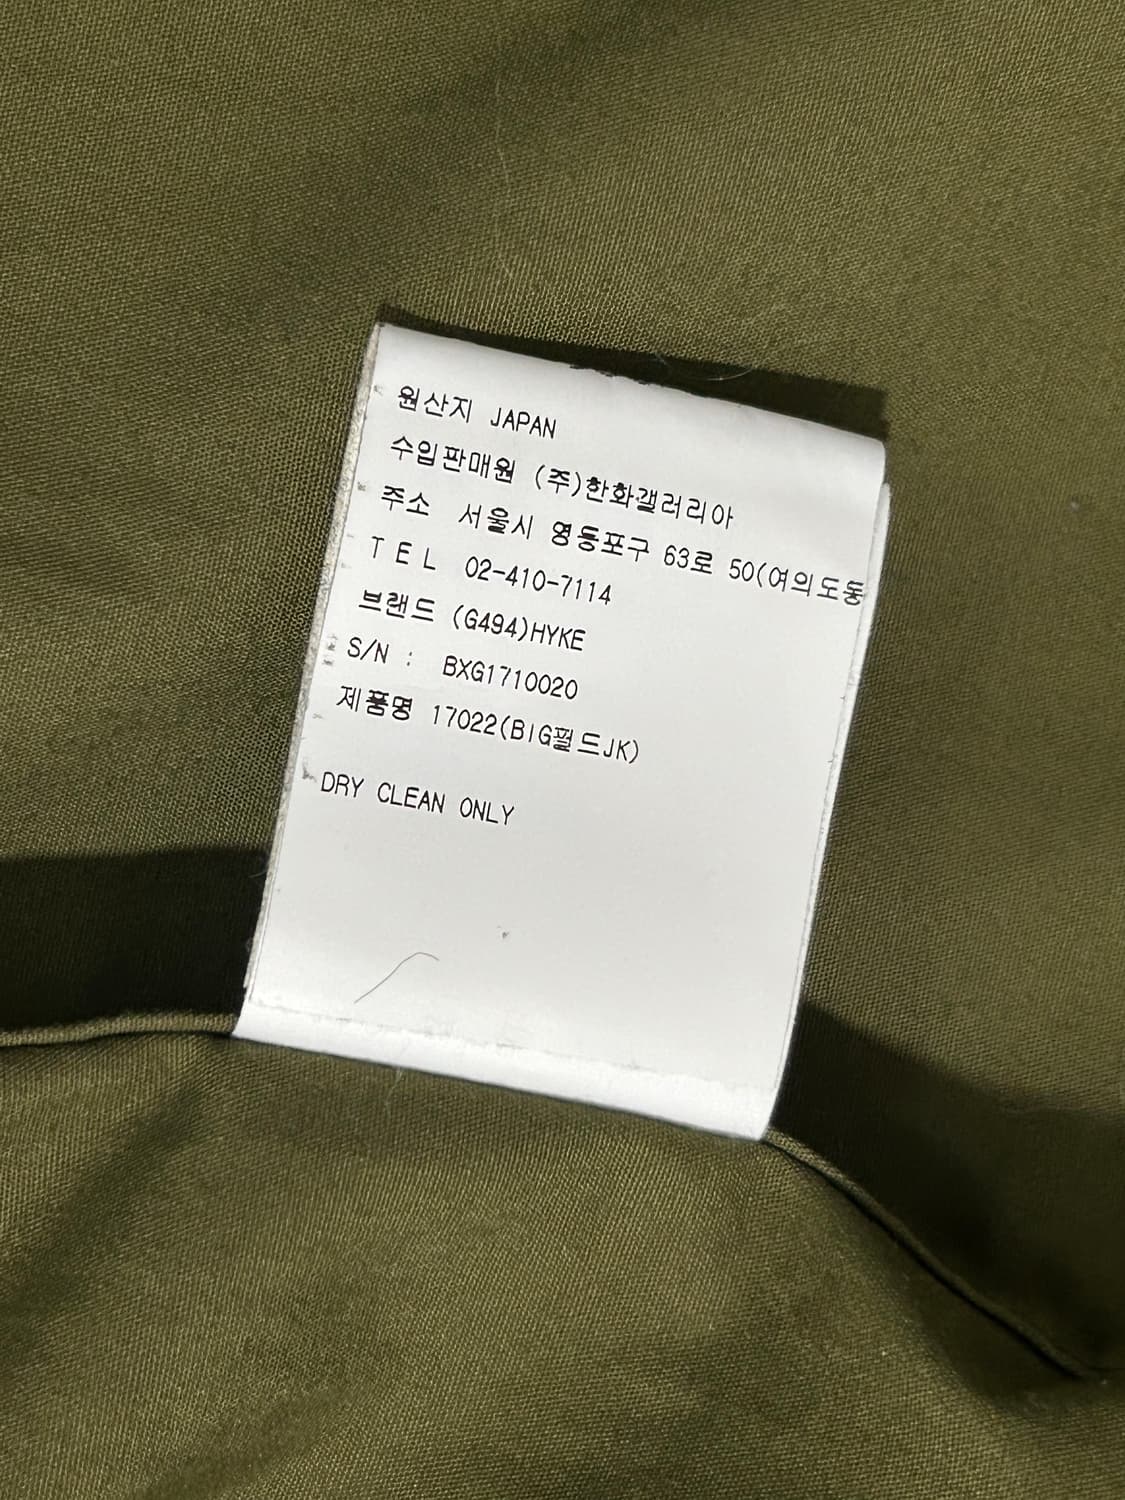 원산지 JAPAN
수입판매원 (주)한화갤러리아
주소 서울시 영등포구 63로 50(여의도동
TEL 02-410-7114
브랜드 (G494)HYKE
S/N : BXG1710020
제품명 17022(BIG필드JK)
DRY CLEAN ONLY